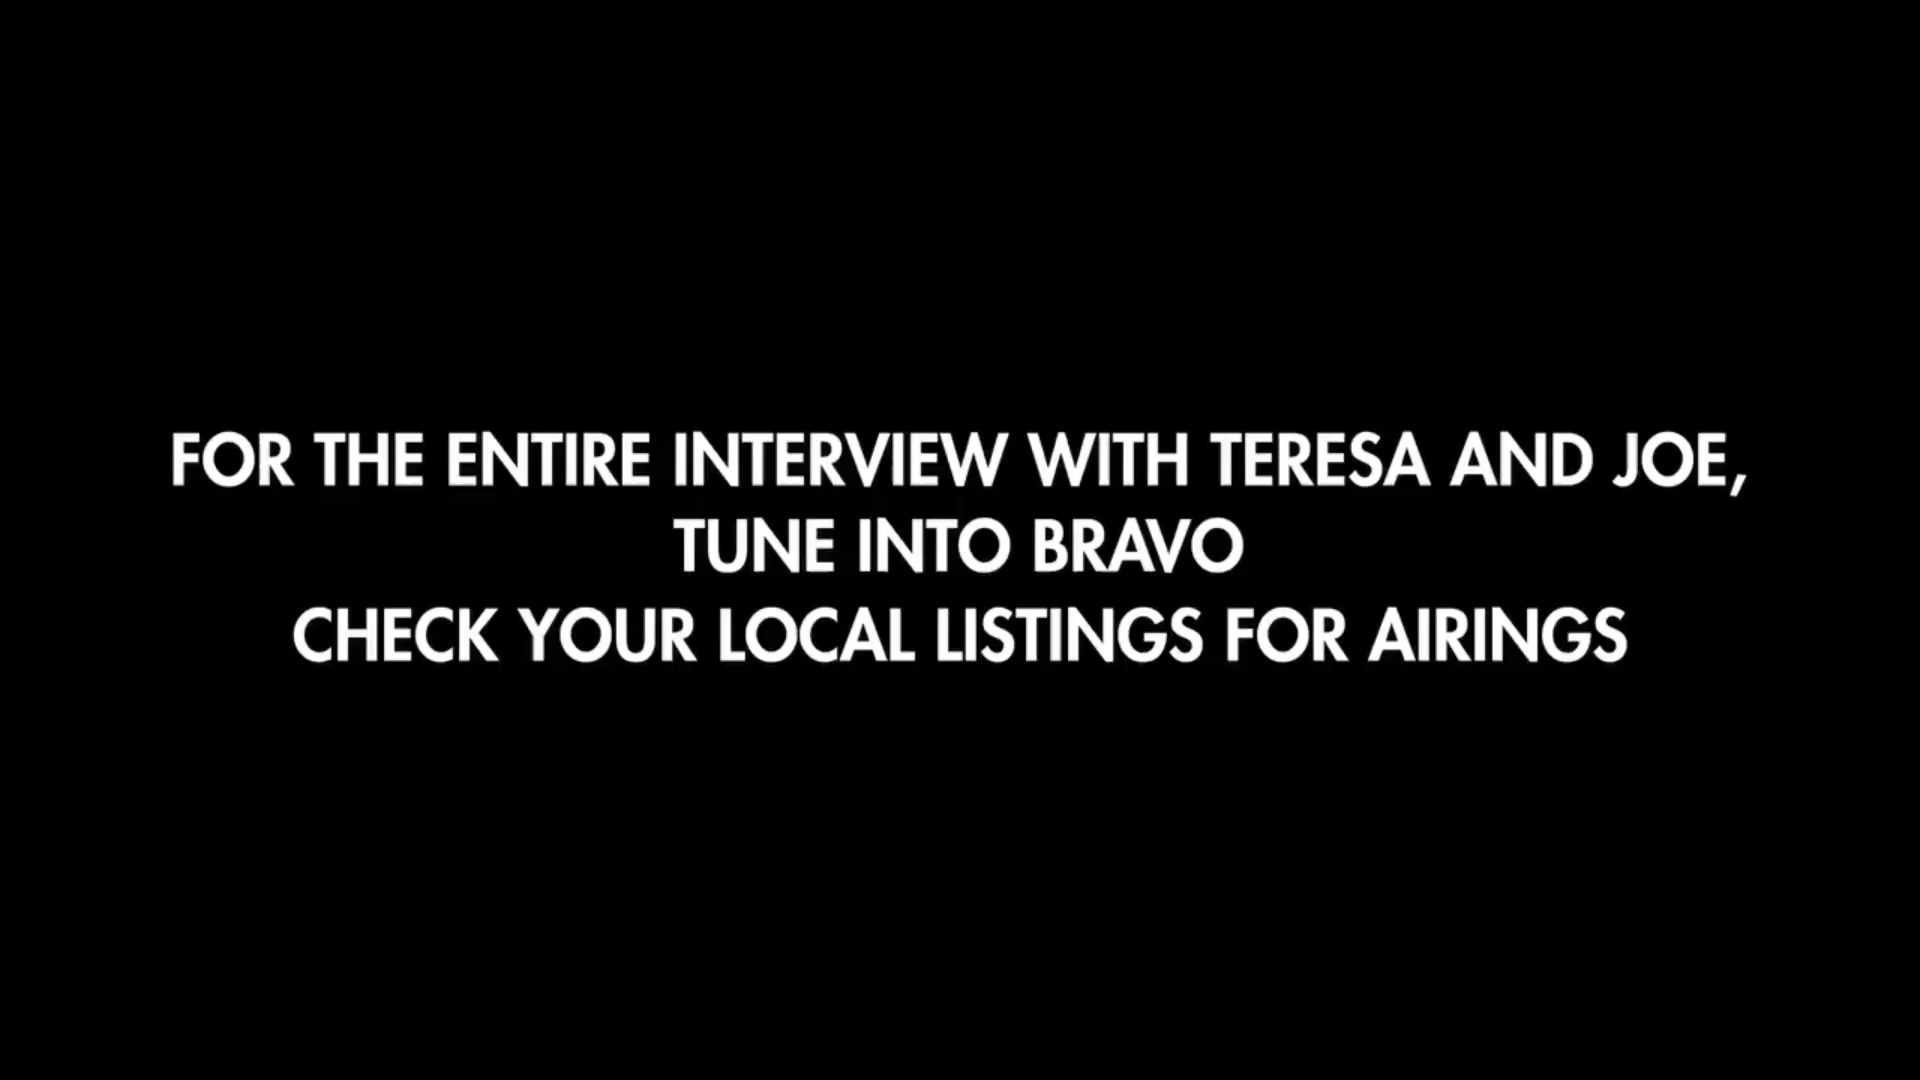 FOR THE ENTIRE INTERVIEW WITH TERESA AND JOE,
TUNE INTO BRAVO
CHECK YOUR LOCAL LISTINGS FOR AIRINGS